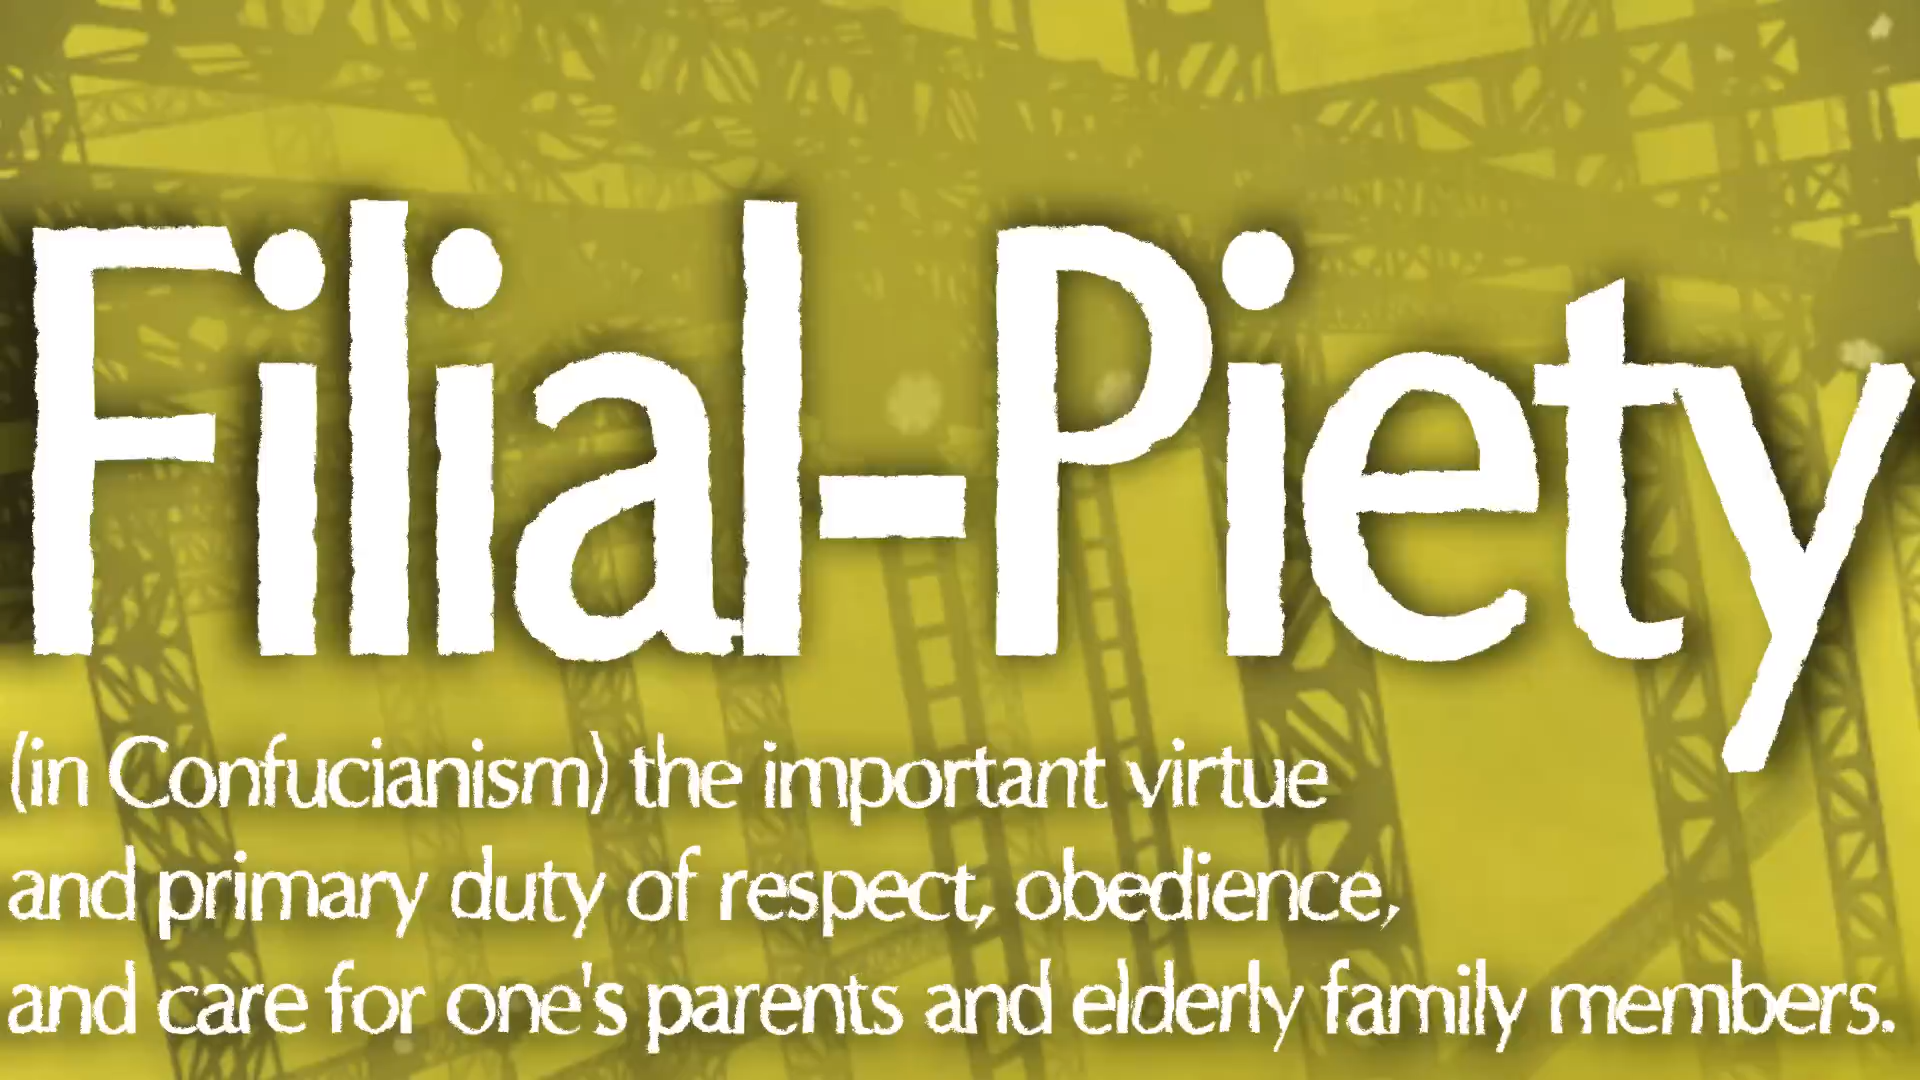 Filial-Piety
(in Confucianism) the important virtue
and primary duty of respect, obedience,
and care for one's parents and elderly family members.